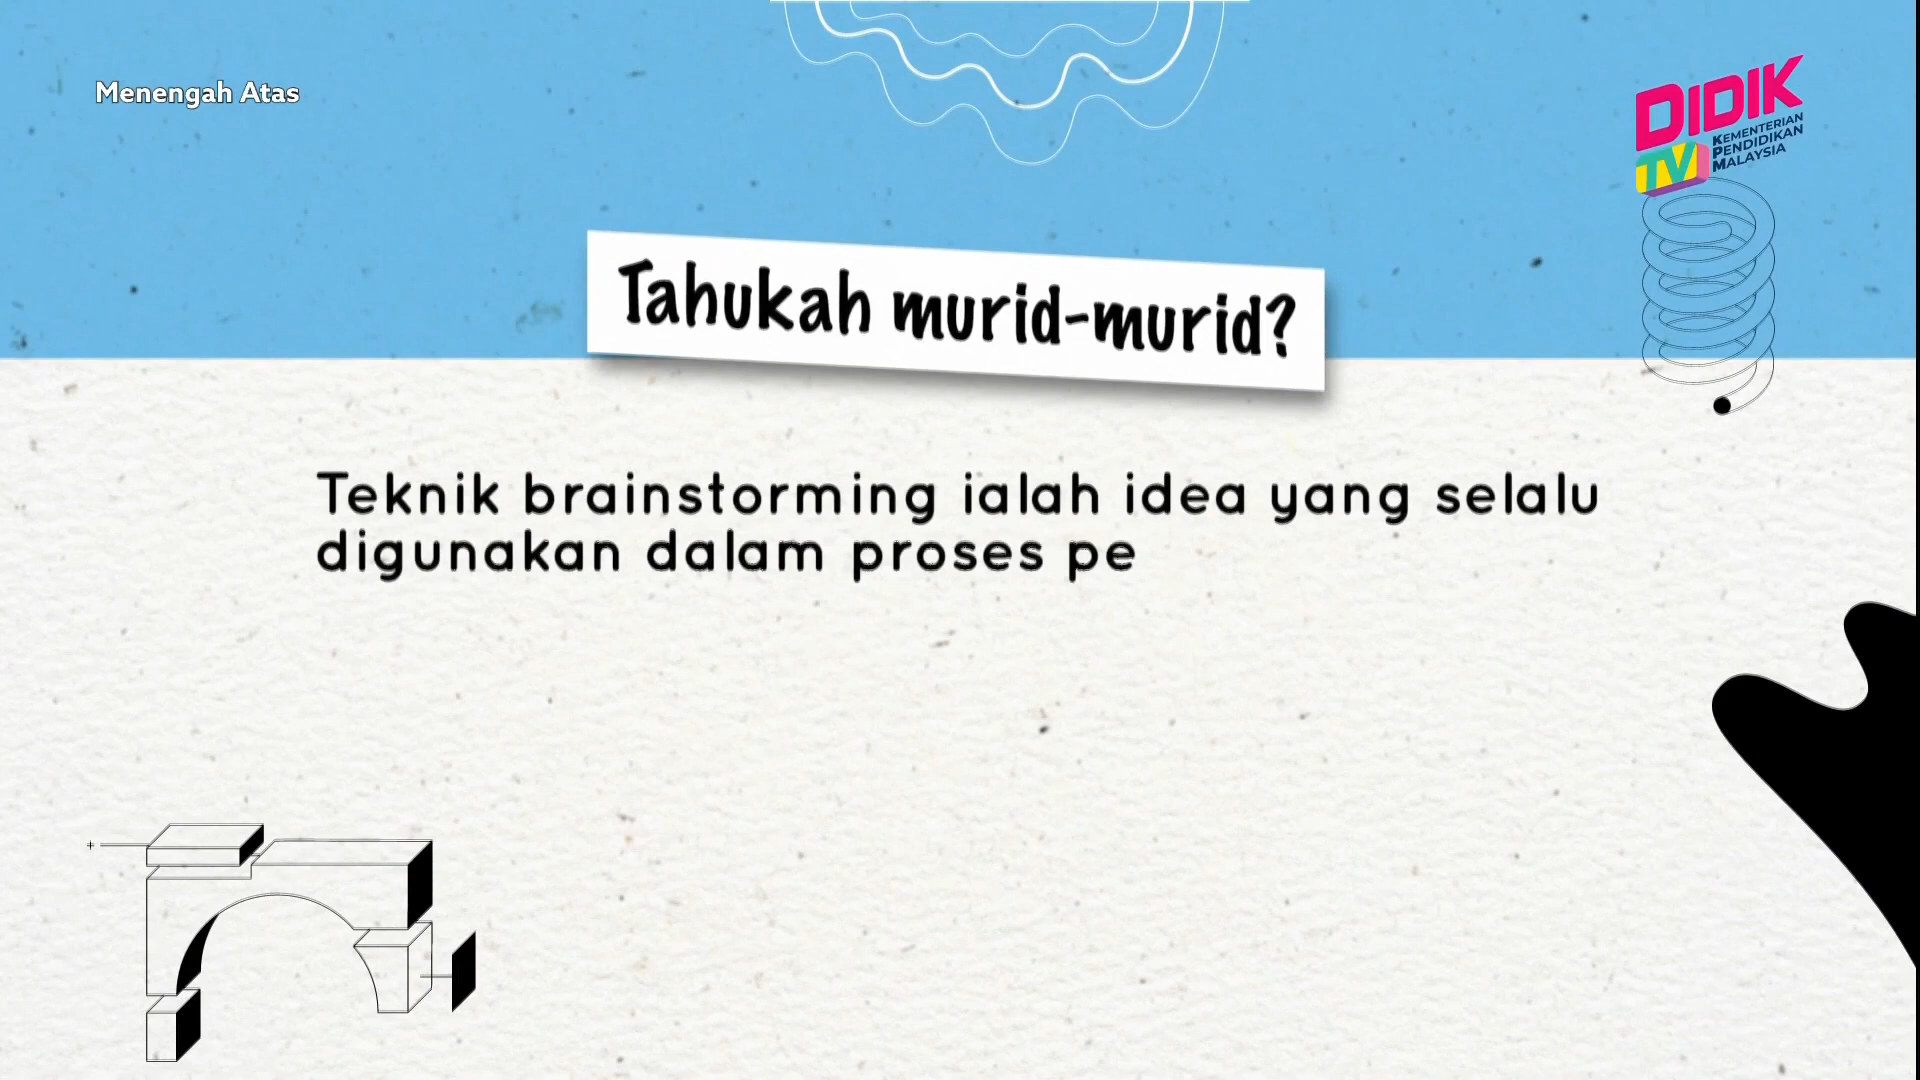 Menengah Atas
DIDIK
TV
KEMENTERIAN
PENDIDIKAN
MALAYSIA
Tahukah murid-murid?
Teknik brainstorming ialah idea yang selalu
digunakan dalam proses pe